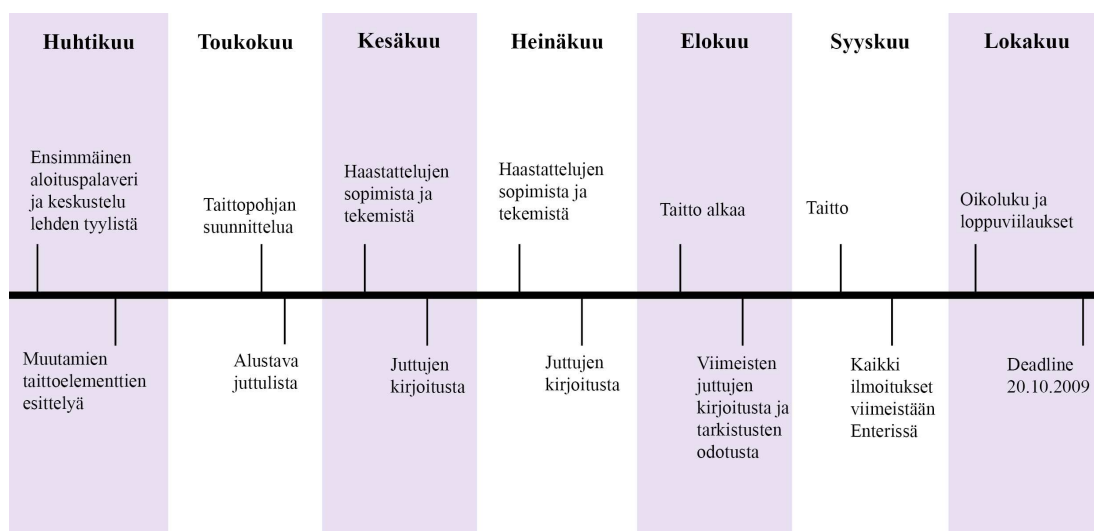 Huhtikuu
Toukokuu
Kesäkuu
Heinäkuu
Elokuu
Syyskuu
Lokakuu
Ensimmäinen
aloituspalaveri
ja keskustelu
lehden tyylistä
Taittopohjan
suunnittelua
Haastattelujen
sopimista ja
tekemistä
Haastattelujen
sopimista ja
tekemistä
Taitto alkaa
Taitto
Oikoluku ja
loppuviilaukset
Muutamien
taittoelementtien
esittelyä
Alustava
juttulista
Juttujen
kirjoitusta
Juttujen
kirjoitusta
Viimeisten
juttujen
kirjoitusta ja
tarkistusten
odotusta
Kaikki
ilmoitukset
viimeistään
Enterissä
Deadline
20.10.2009